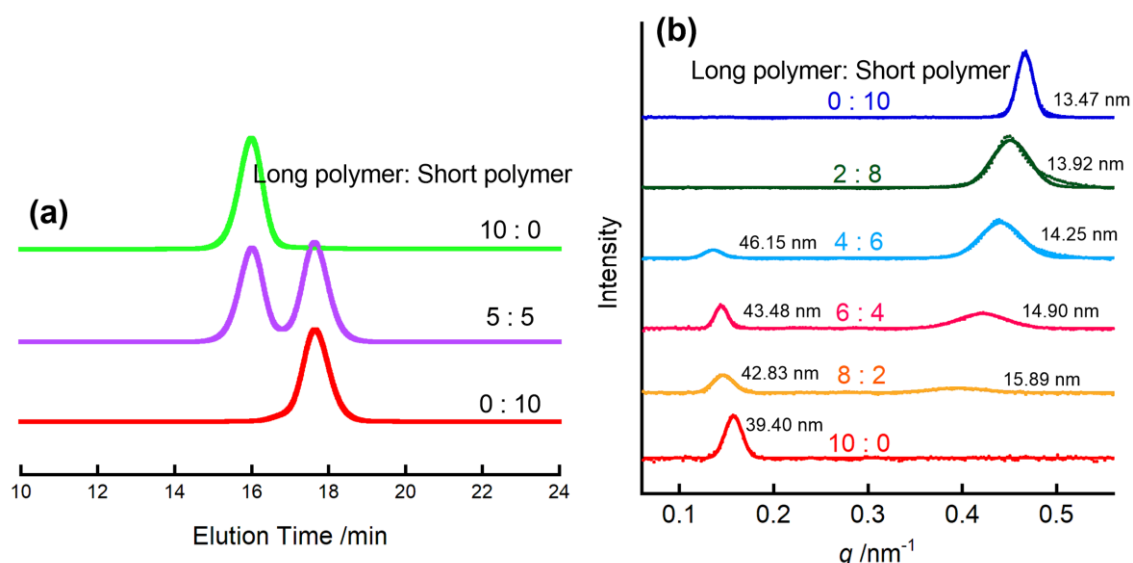 (a)
Long polymer: Short polymer
10 : 0
5 : 5
0 : 10
10 12 14 16 18 20 22 24
Elution Time /min
(b)
Long polymer: Short polymer
0 : 10
13.47 nm
2 : 8
13.92 nm
46.15 nm
4 : 6
14.25 nm
43.48 nm
6 : 4
14.90 nm
42.83 nm
8 : 2
15.89 nm
39.40 nm
10 : 0
Intensity
0.1 0.2 0.3 0.4 0.5
q /nm⁻¹